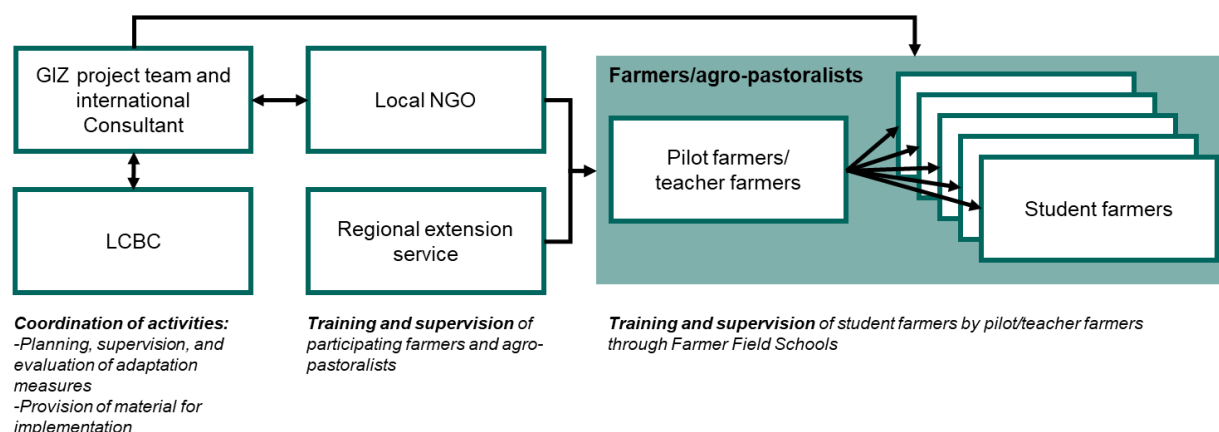 GIZ project team and
international
Consultant
Local NGO
Farmers/agro-pastoralists
Pilot farmers/
teacher farmers
Student farmers
LCBC
Regional extension
service
Coordination of activities:
-Planning, supervision, and
evaluation of adaptation
measures
-Provision of material for
implementation
Training and supervision of
participating farmers and agro-
pastoralists
Training and supervision of student farmers by pilot/teacher farmers
through Farmer Field Schools